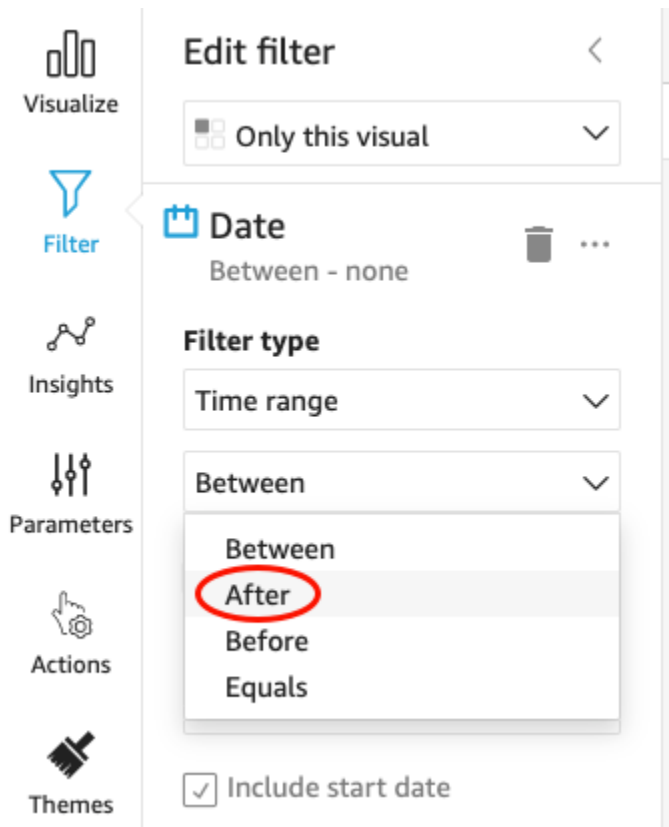 Visualize
Filter
Insights
Parameters
Actions
Themes
Edit filter
Only this visual
Date
Between - none
Filter type
Time range
Between
Between
After
Before
Equals
Include start date